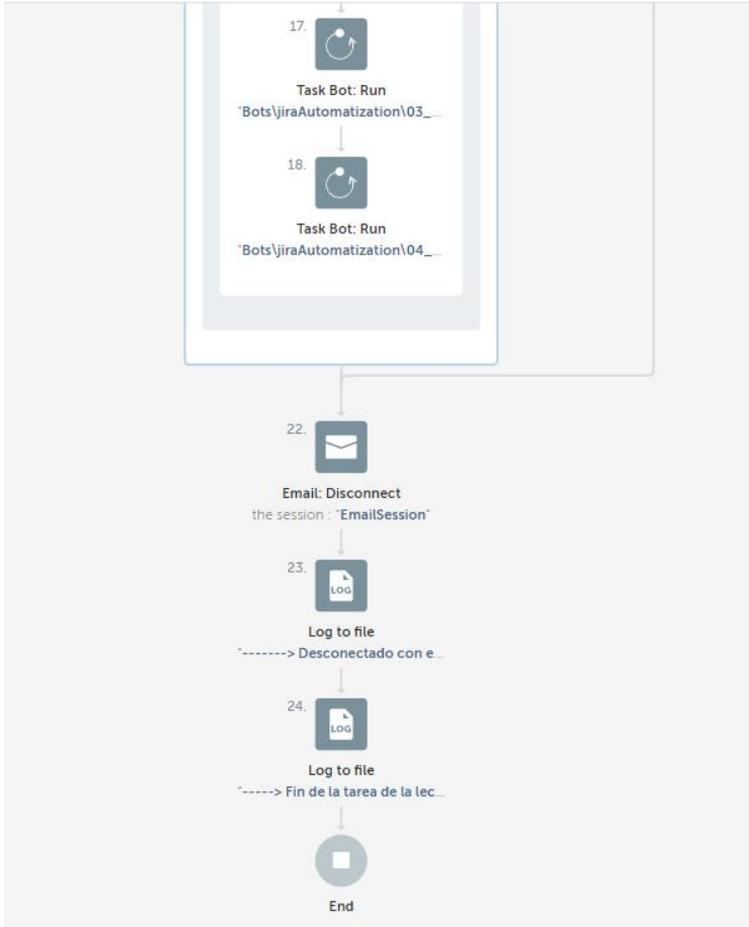 17.
Task Bot: Run
"Bots\jiraAutomatization\03_...
18.
Task Bot: Run
"Bots\jiraAutomatization\04_...
22.
Email: Disconnect
the session : "EmailSession"
23.
LOG
Log to file
"-------> Desconectado con e...
24.
LOG
Log to file
"-----> Fin de la tarea de la lec...
End